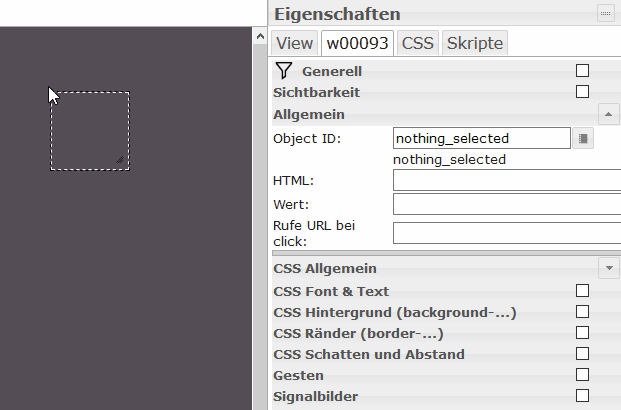 Eigenschaften
View w00093 CSS Skripte
Generell
Sichtbarkeit
Allgemein
Object ID: nothing_selected
nothing_selected
HTML:
Wert:
Rufe URL bei
click:
CSS Allgemein
CSS Font & Text
CSS Hintergrund (background-...)
CSS Ränder (border-...)
CSS Schatten und Abstand
Gesten
Signalbilder